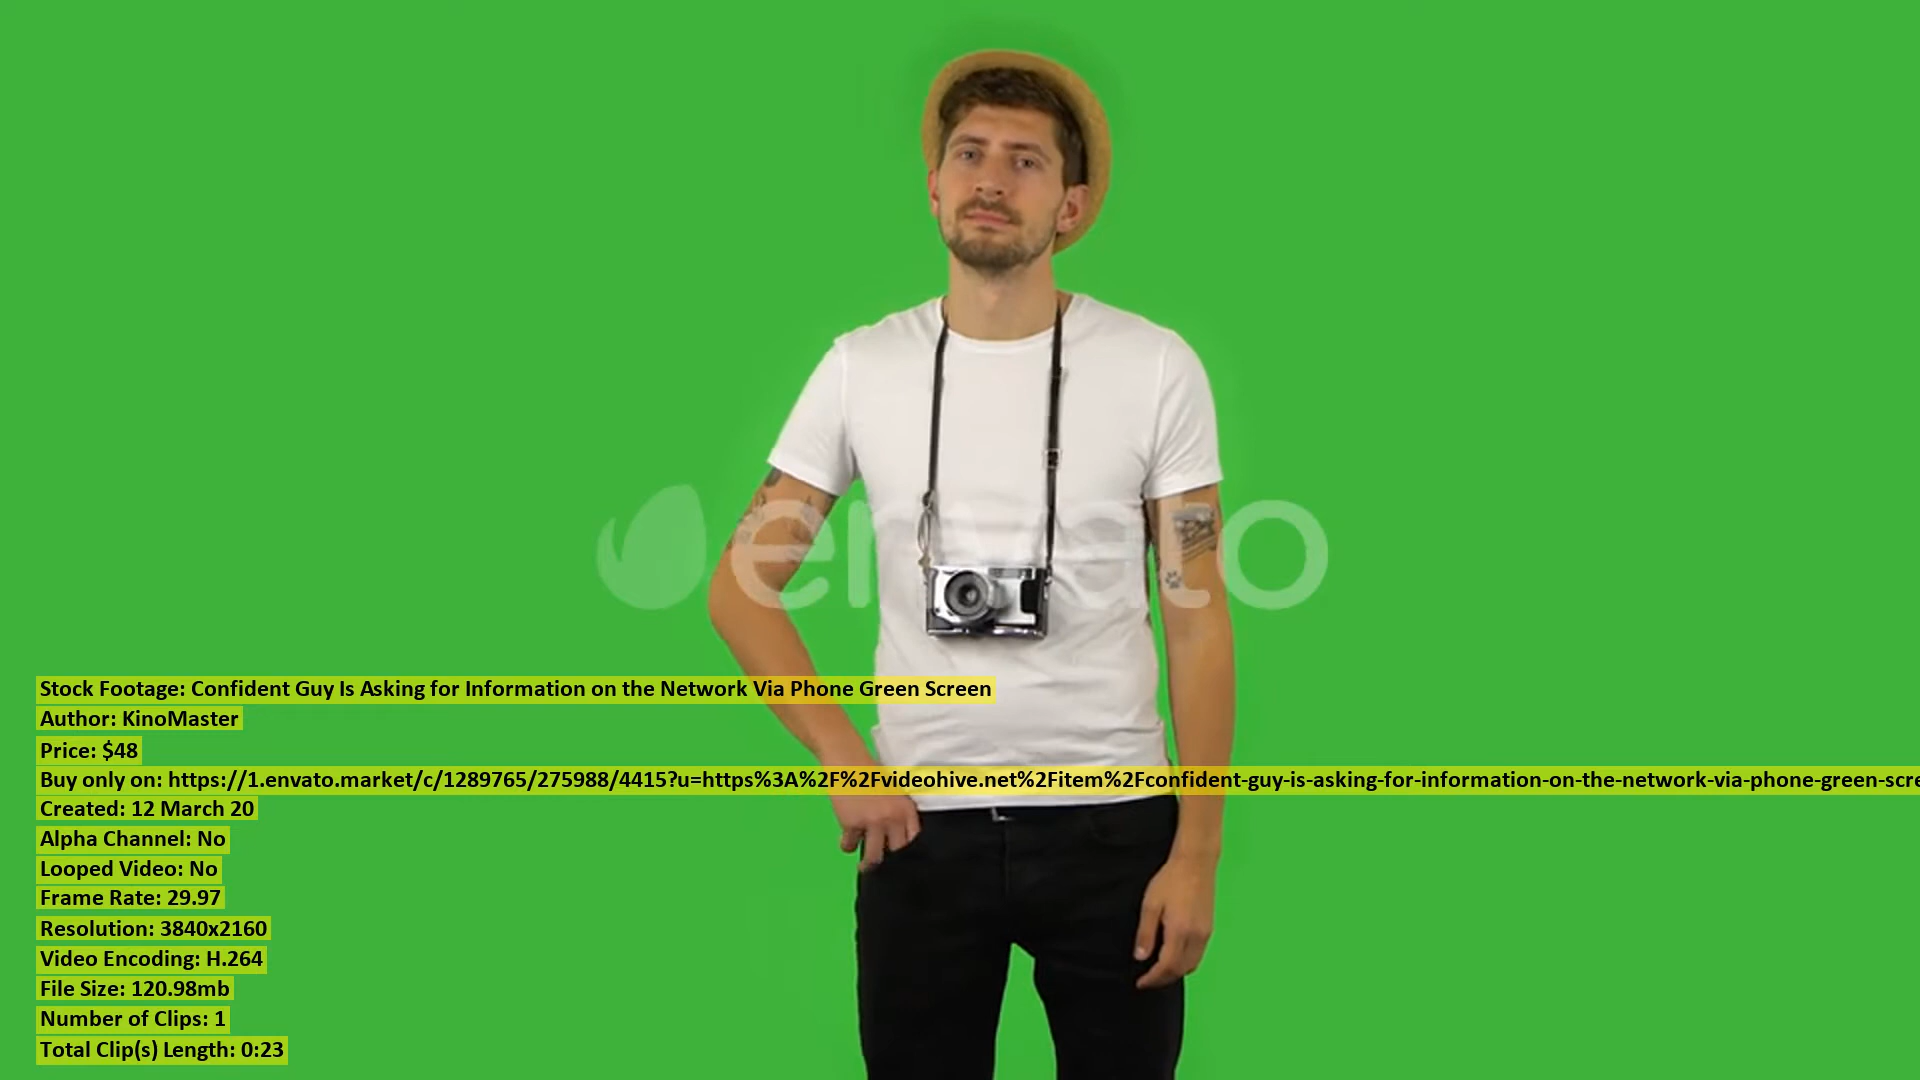 envato
Stock Footage: Confident Guy Is Asking for Information on the Network Via Phone Green Screen
Author: KinoMaster
Price: $48
Buy only on: https://1.envato.market/c/1289765/275988/4415?u=https%3A%2F%2Fvideohive.net%2Fitem%2Fconfident-guy-is-asking-for-information-on-the-network-via-phone-green-scre
Created: 12 March 20
Alpha Channel: No
Looped Video: No
Frame Rate: 29.97
Resolution: 3840x2160
Video Encoding: H.264
File Size: 120.98mb
Number of Clips: 1
Total Clip(s) Length: 0:23